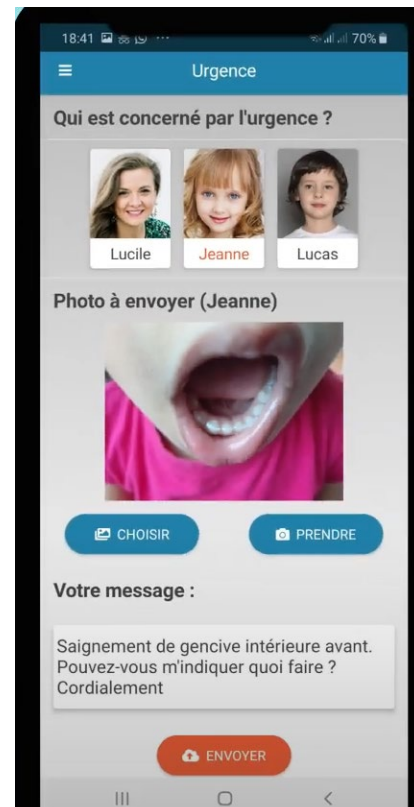 18:41 ... 70%
Urgence
Qui est concerné par l'urgence ?
Lucile Jeanne Lucas
Photo à envoyer (Jeanne)
CHOISIR PRENDRE
Votre message :
Saignement de gencive intérieure avant.
Pouvez-vous m'indiquer quoi faire ?
Cordialement
ENVOYER